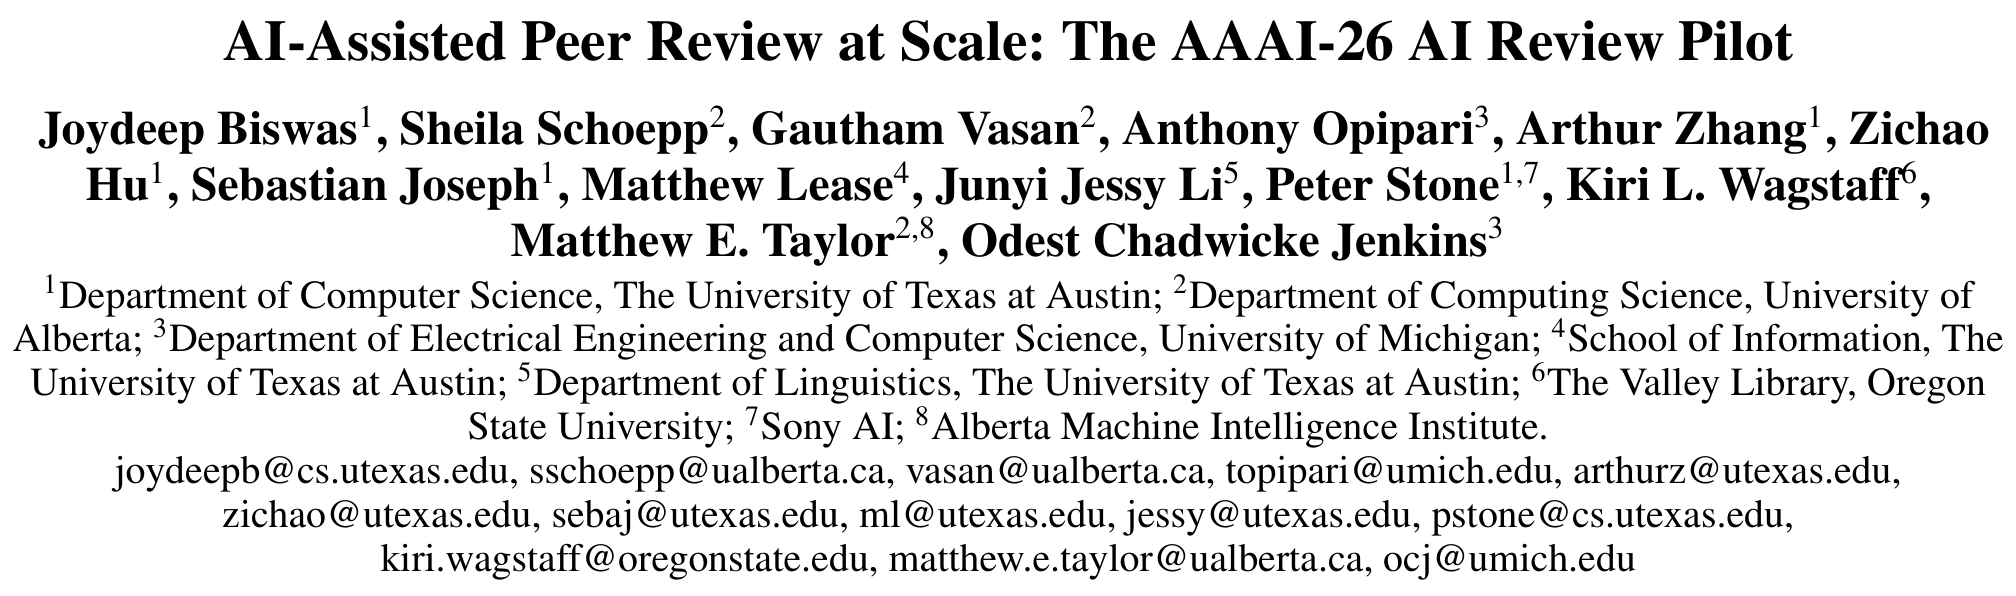 AI-Assisted Peer Review at Scale: The AAAI-26 AI Review Pilot
Joydeep Biswas1, Sheila Schoepp2, Gautham Vasan2, Anthony Opipari3, Arthur Zhang1, Zichao
Hu1, Sebastian Joseph1, Matthew Lease4, Junyi Jessy Li5, Peter Stone1,7, Kiri L. Wagstaff6,
Matthew E. Taylor2,8, Odest Chadwicke Jenkins3
1Department of Computer Science, The University of Texas at Austin; 2Department of Computing Science, University of
Alberta; 3Department of Electrical Engineering and Computer Science, University of Michigan; 4School of Information, The
University of Texas at Austin; 5Department of Linguistics, The University of Texas at Austin; 6The Valley Library, Oregon
State University; 7Sony AI; 8Alberta Machine Intelligence Institute.
joydeepb@cs.utexas.edu, sschoepp@ualberta.ca, vasan@ualberta.ca, topipari@umich.edu, arthurz@utexas.edu,
zichao@utexas.edu, sebaj@utexas.edu, ml@utexas.edu, jessy@utexas.edu, pstone@cs.utexas.edu,
kiri.wagstaff@oregonstate.edu, matthew.e.taylor@ualberta.ca, ocj@umich.edu